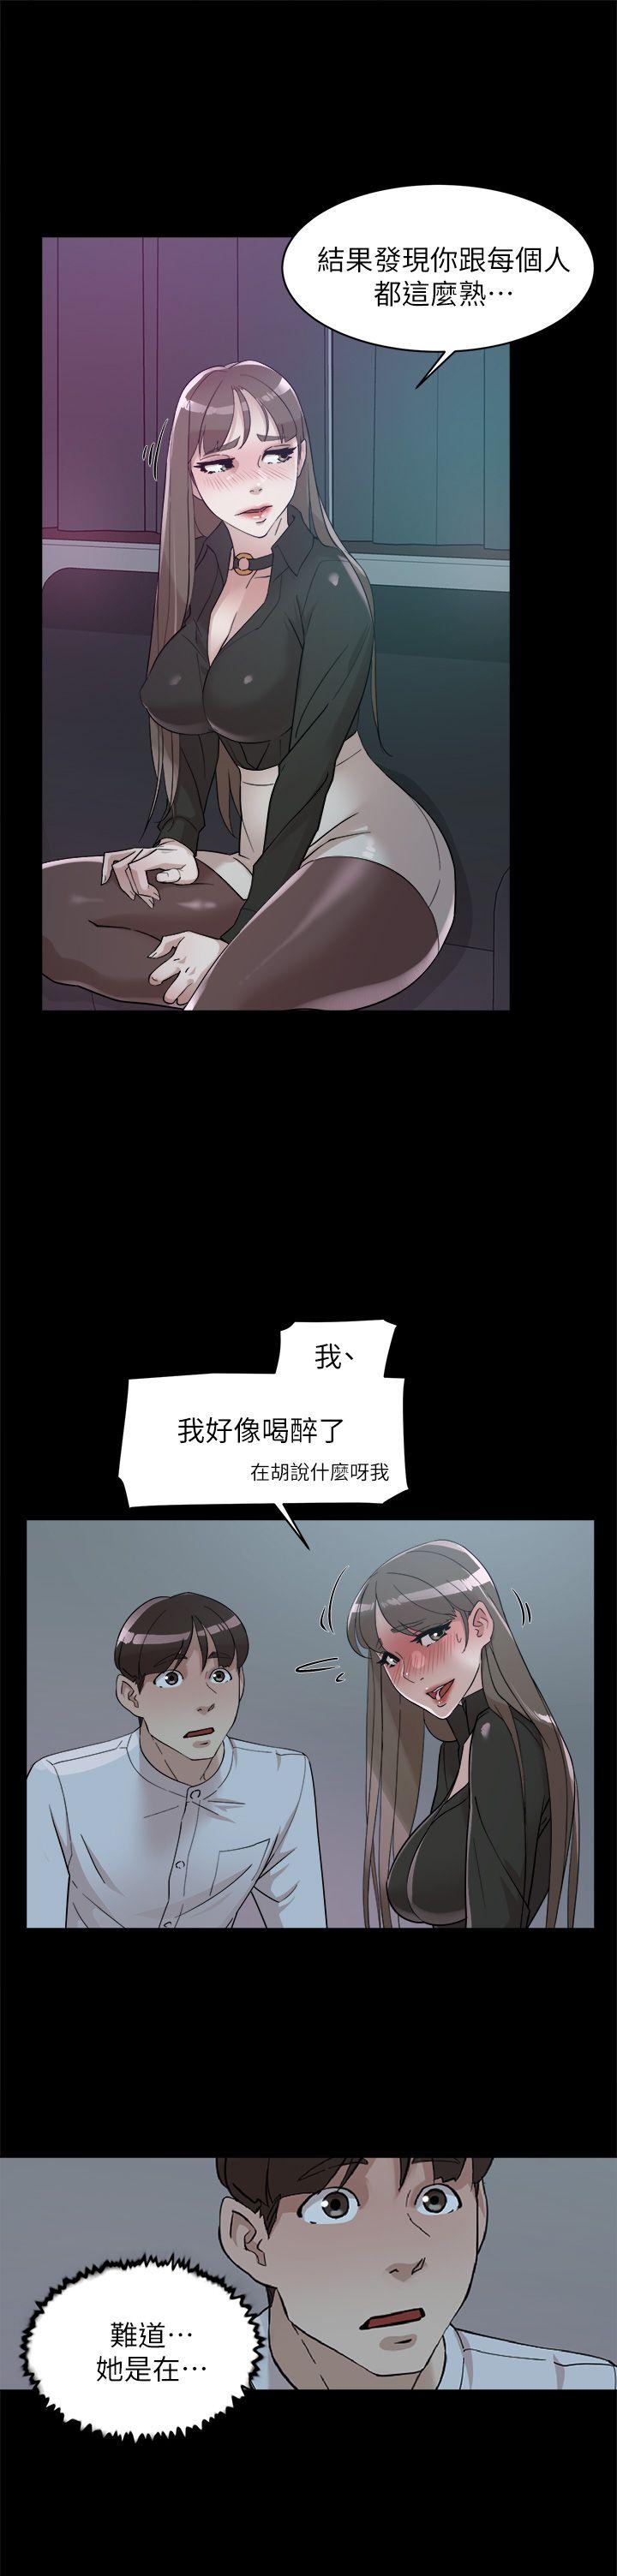 結果發現你跟每個人
都這麼熟…
我、
我好像喝醉了
在胡說什麼呀我
難道…
她是在…